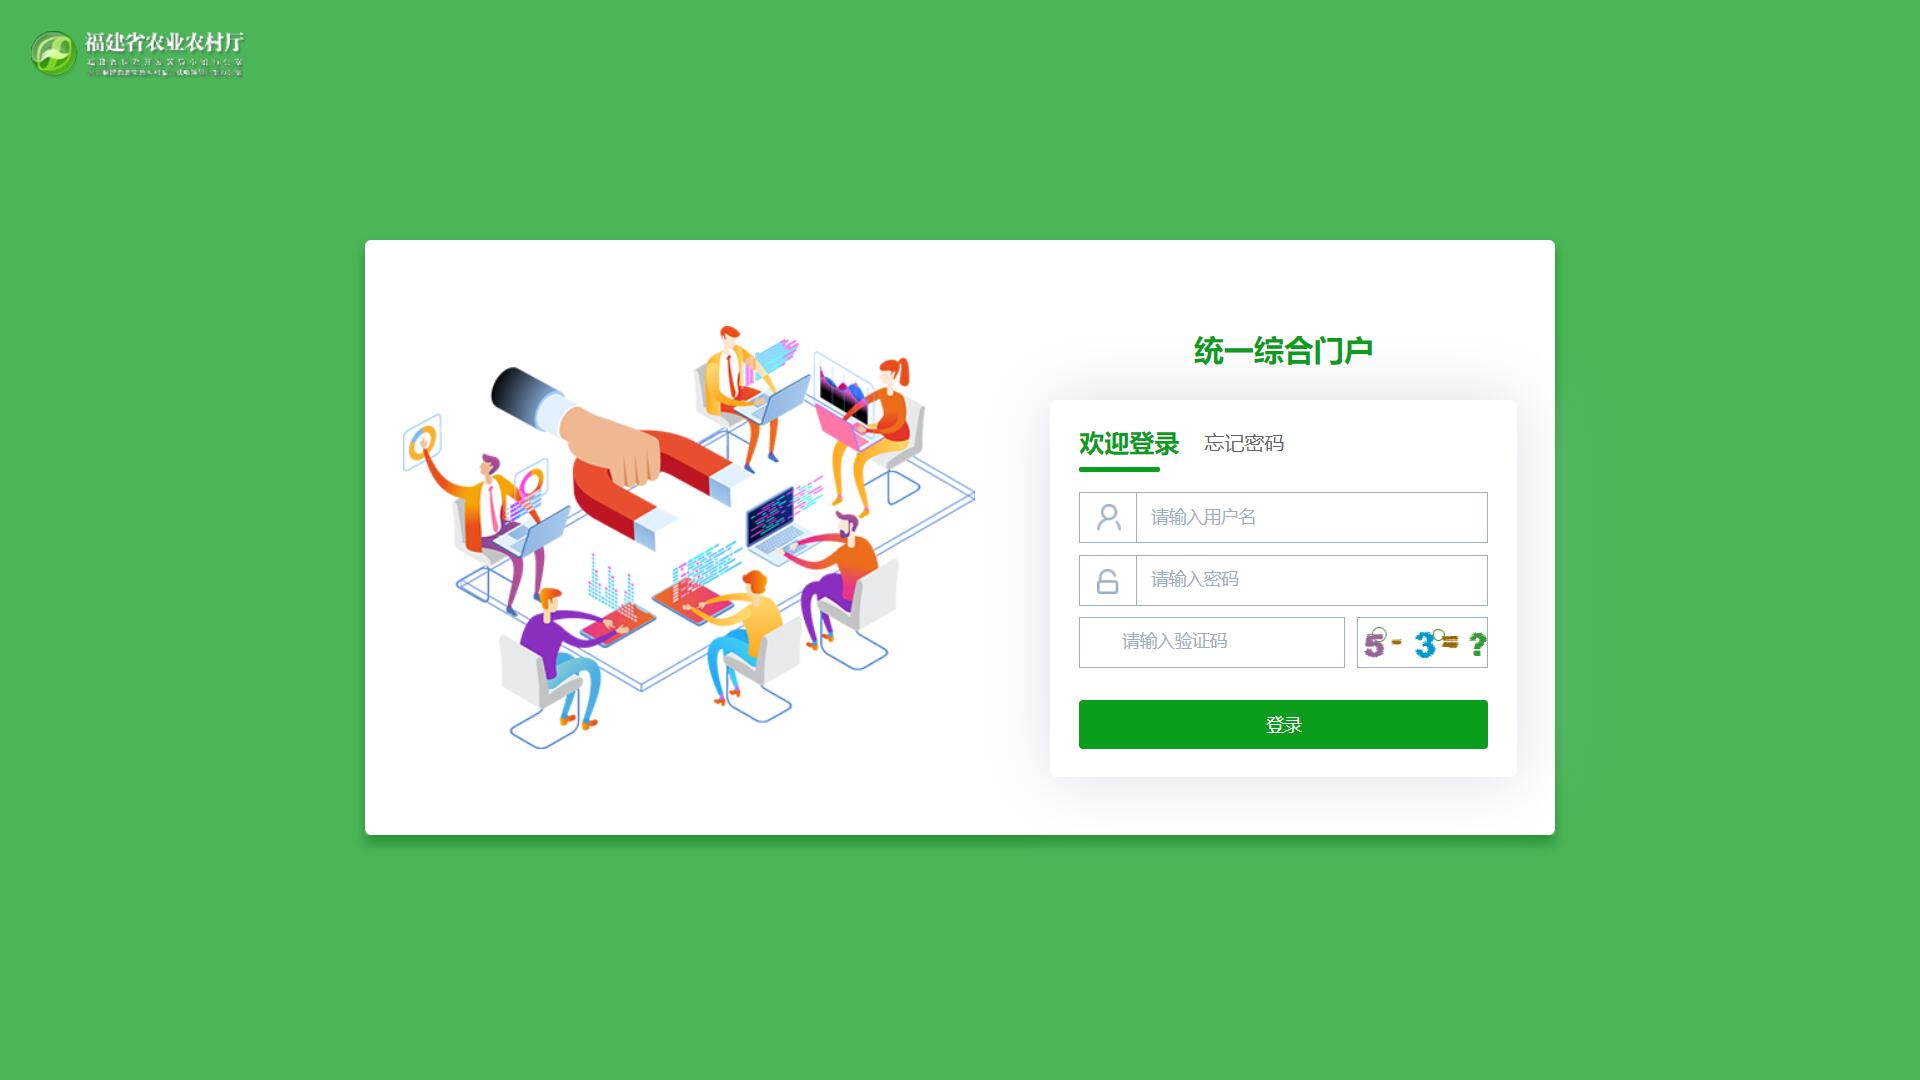 福建省农业农村厅
统一综合门户
欢迎登录 忘记密码
请输入用户名
请输入密码
请输入验证码 5 - 3 = ?
登录